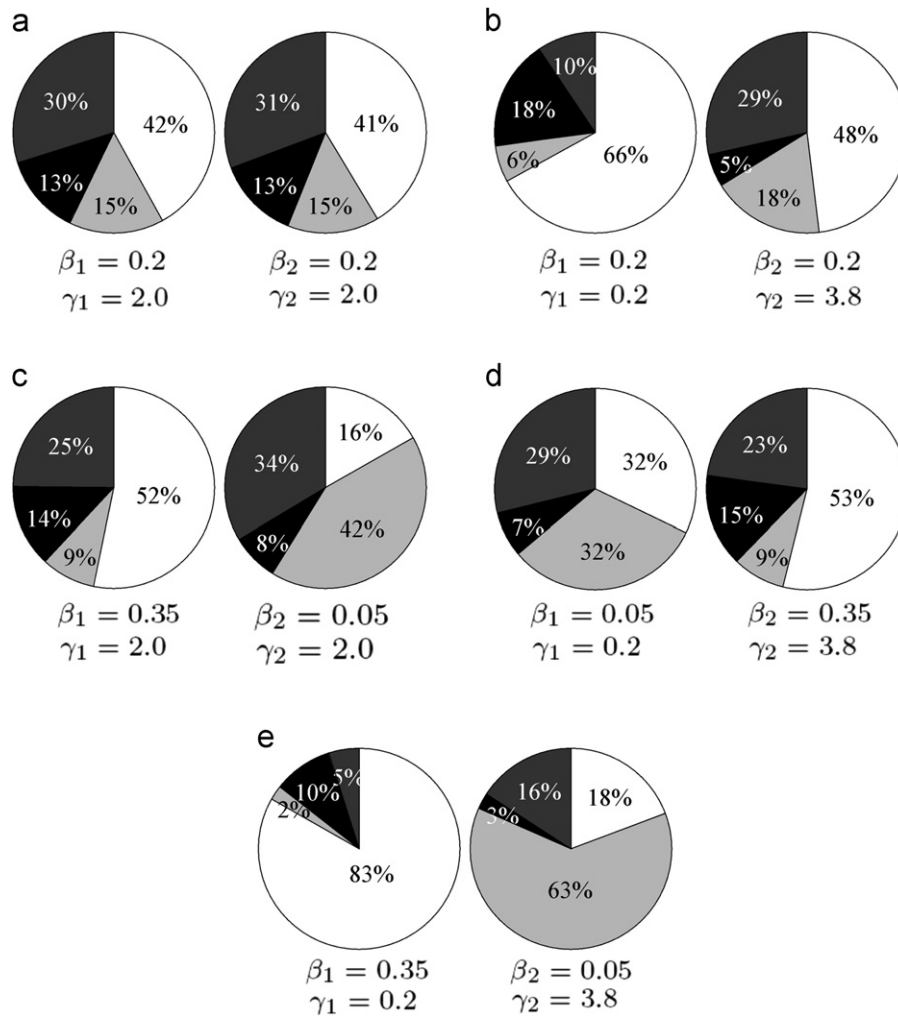 a
30% 42% 31% 41%
13% 15% 13% 15%
β₁ = 0.2 β₂ = 0.2
γ₁ = 2.0 γ₂ = 2.0
b
10% 29%
18% 48%
6% 66% 5% 18%
β₁ = 0.2 β₂ = 0.2
γ₁ = 0.2 γ₂ = 3.8
c
25% 52% 34% 16%
14% 9% 8% 42%
β₁ = 0.35 β₂ = 0.05
γ₁ = 2.0 γ₂ = 2.0
d
29% 32% 23% 53%
7% 32% 15% 9%
β₁ = 0.05 β₂ = 0.35
γ₁ = 0.2 γ₂ = 3.8
e
5% 16% 18%
10% 3%
2% 83% 63%
β₁ = 0.35 β₂ = 0.05
γ₁ = 0.2 γ₂ = 3.8